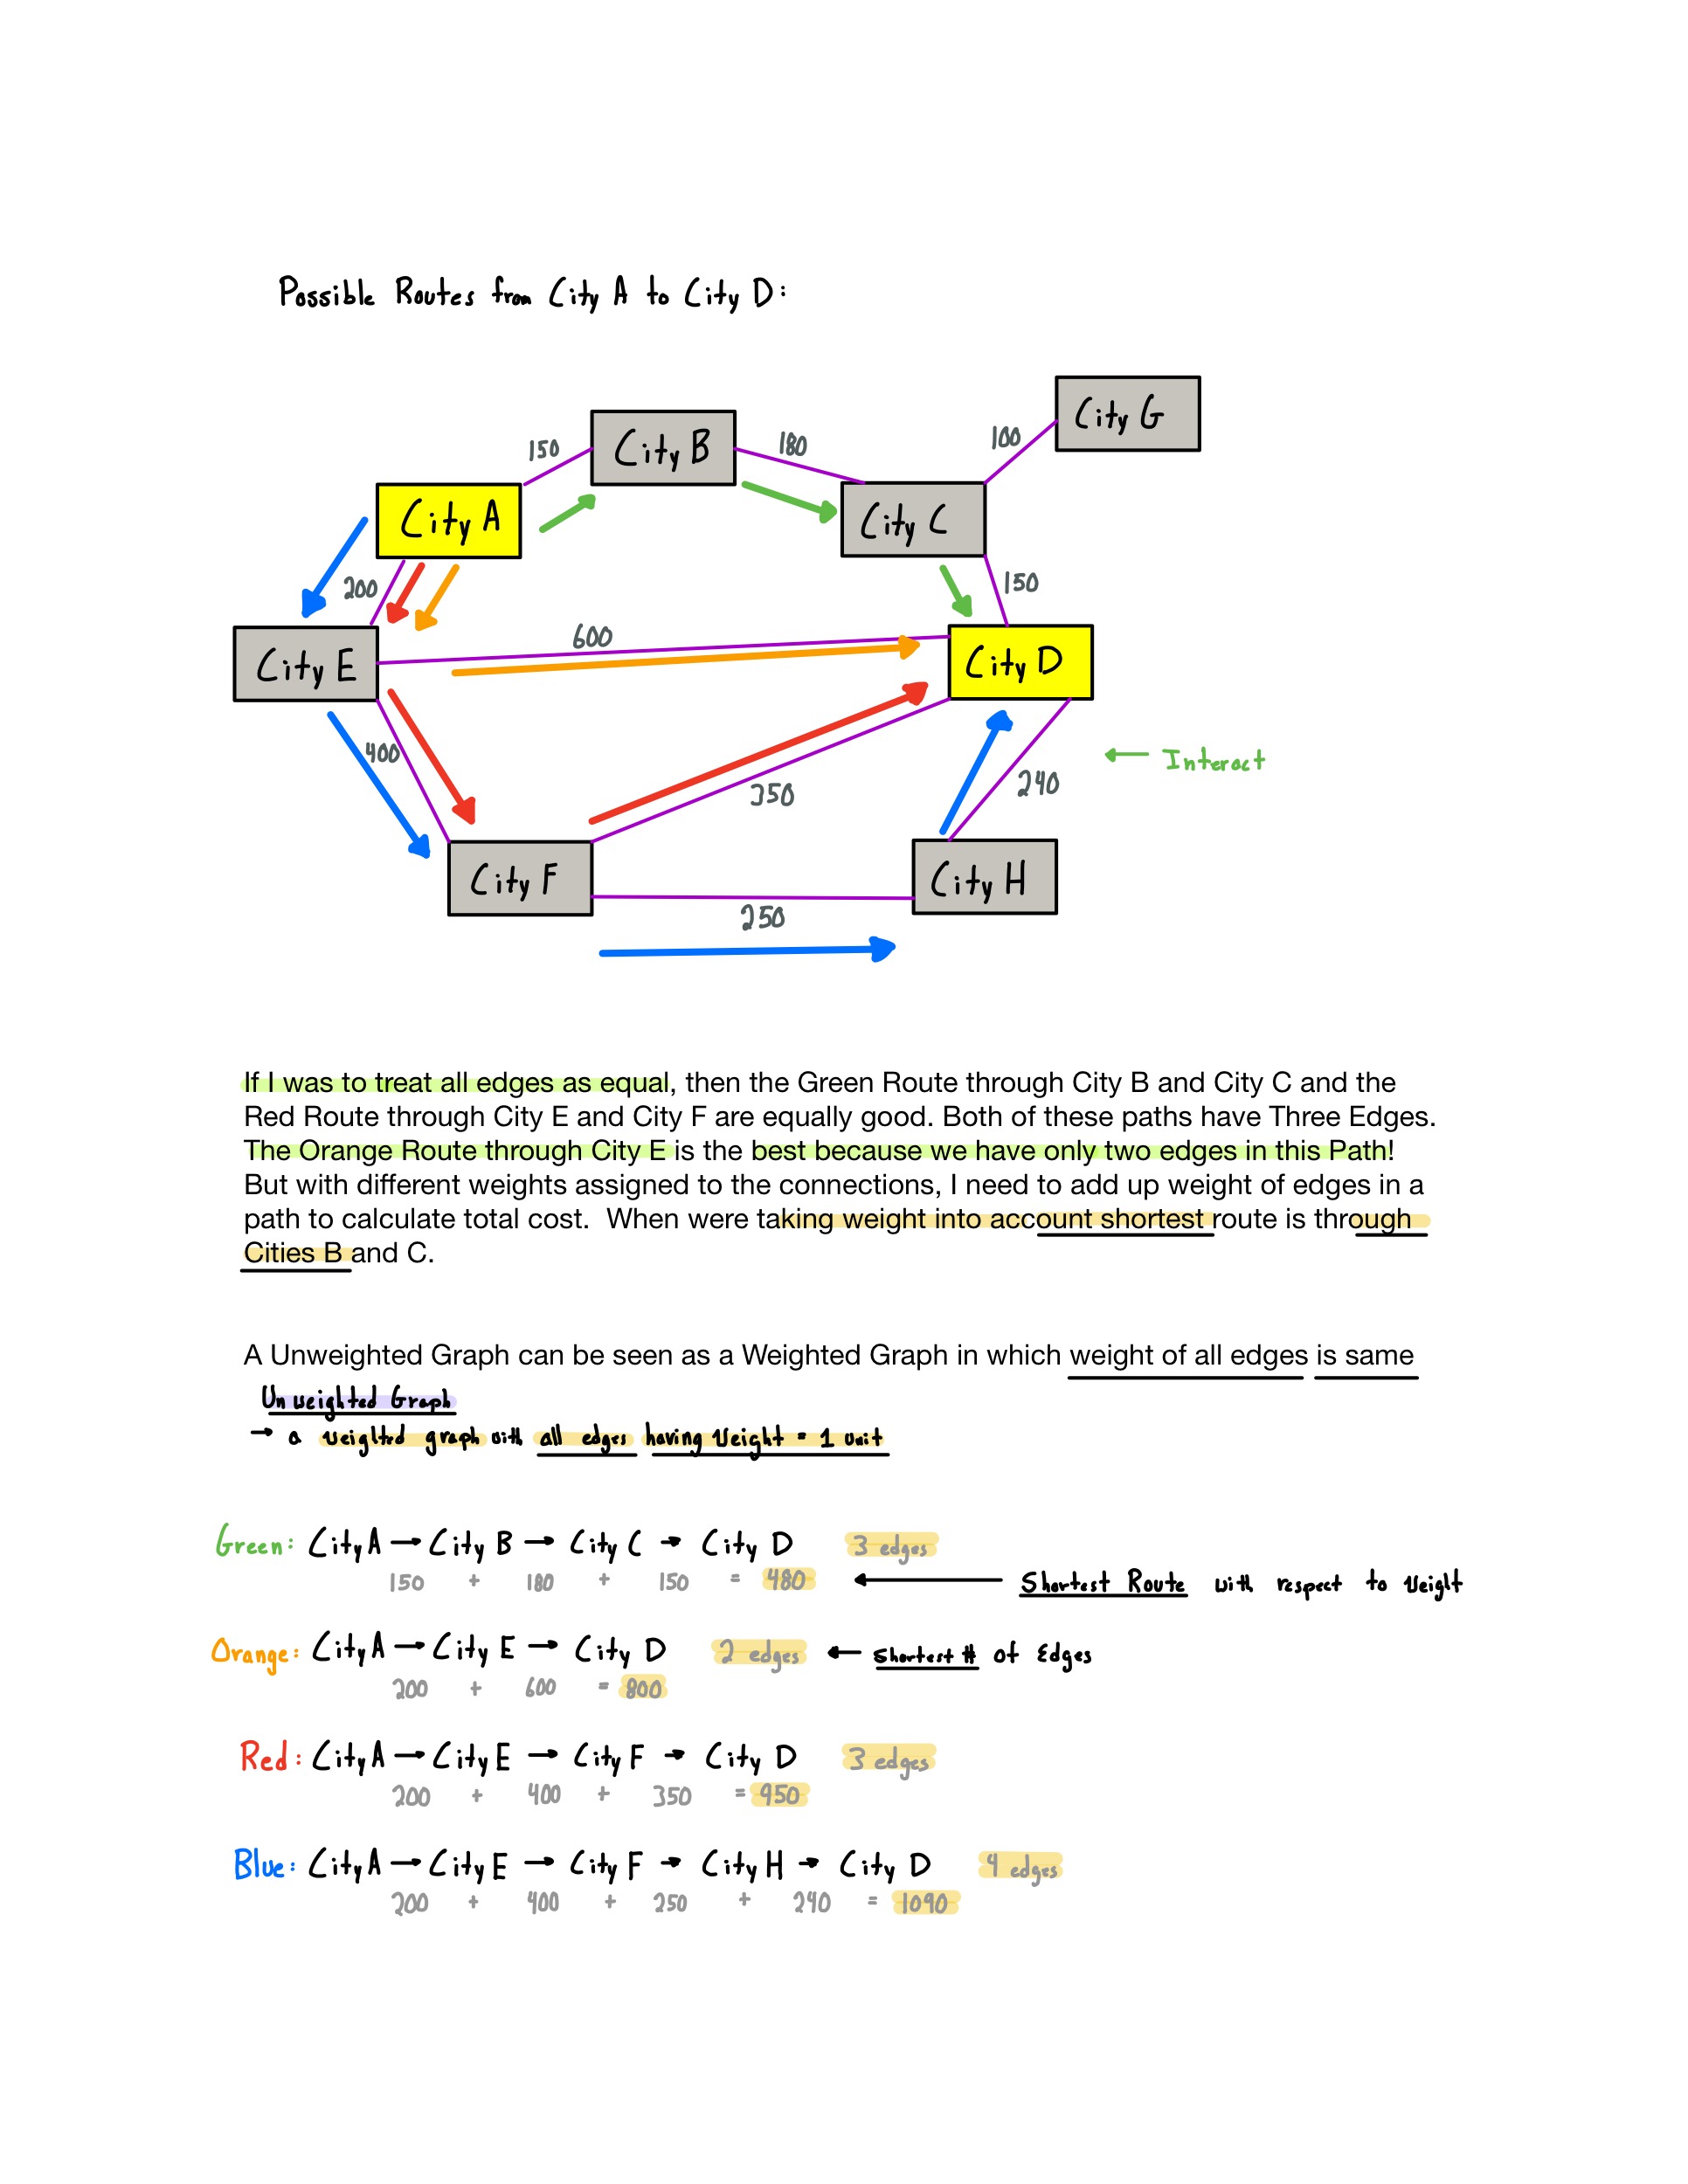 Possible Routes from City A to City D:
City G
100
City B
150
180
City A
City C
200
150
600
City E
City D
400
Interact
350
240
City F
City H
250
If I was to treat all edges as equal, then the Green Route through City B and City C and the
Red Route through City E and City F are equally good. Both of these paths have Three Edges.
The Orange Route through City E is the best because we have only two edges in this Path!
But with different weights assigned to the connections, I need to add up weight of edges in a
path to calculate total cost.  When were taking weight into account shortest route is through
Cities B and C.
A Unweighted Graph can be seen as a Weighted Graph in which weight of all edges is same
Unweighted Graph
→ a weighted graph with all edges having Weight = 1 unit
Green: City A → City B → City C → City D 3 edges
150 + 180 + 150 = 480 ← Shortest Route with respect to Weight
Orange: City A → City E → City D 2 edges ← Shortest # of Edges
200 + 600 = 800
Red: City A → City E → City F → City D 3 edges
200 + 400 + 350 = 950
Blue: City A → City E → City F → City H → City D 4 edges
200 + 400 + 250 + 240 = 1090